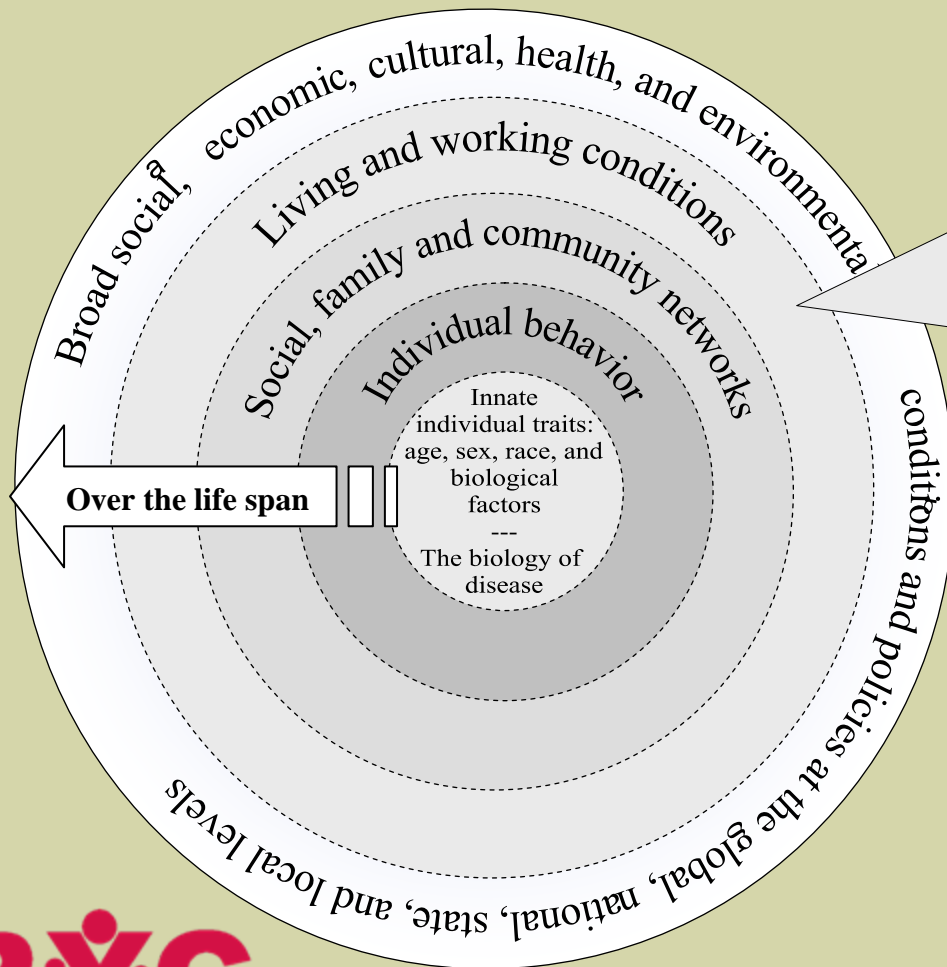 Broad social, economic, cultural, health, and environmenta
conditions and policies at the global, national, state, and local levels
a
Living and working conditions
Social, family and community networks
Individual behavior
Innate
individual traits:
age, sex, race, and
biological
factors
---
The biology of
disease
Over the life span